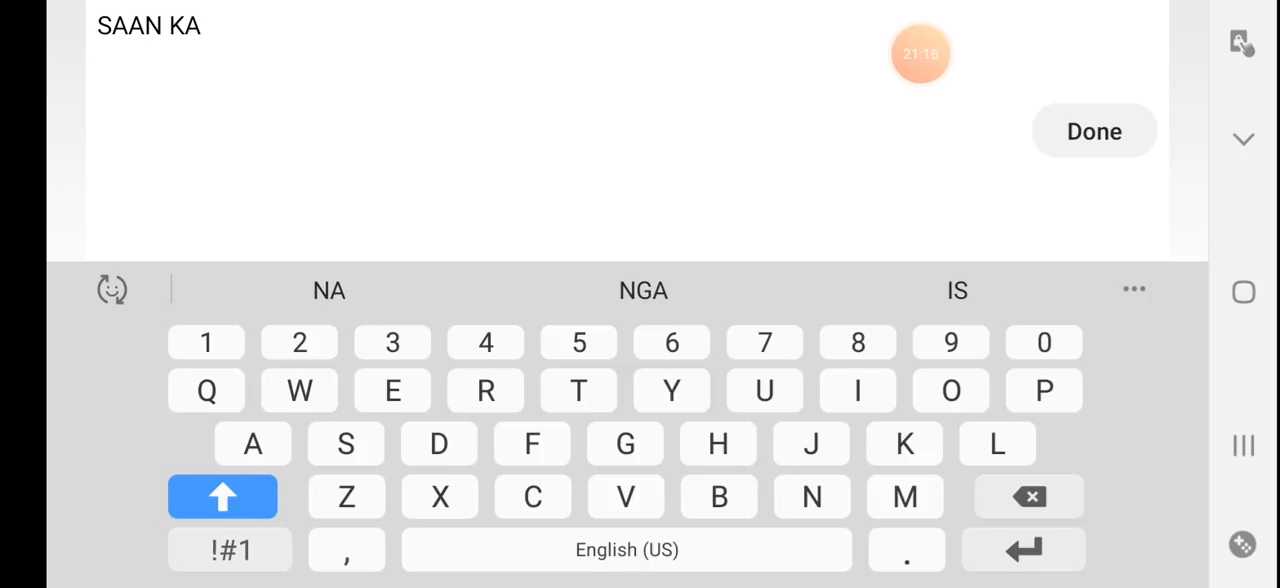 SAAN KA
21:16
Done
NA NGA IS
1 2 3 4 5 6 7 8 9 0
Q W E R T Y U I O P
A S D F G H J K L
Z X C V B N M
!#1 , English (US) .